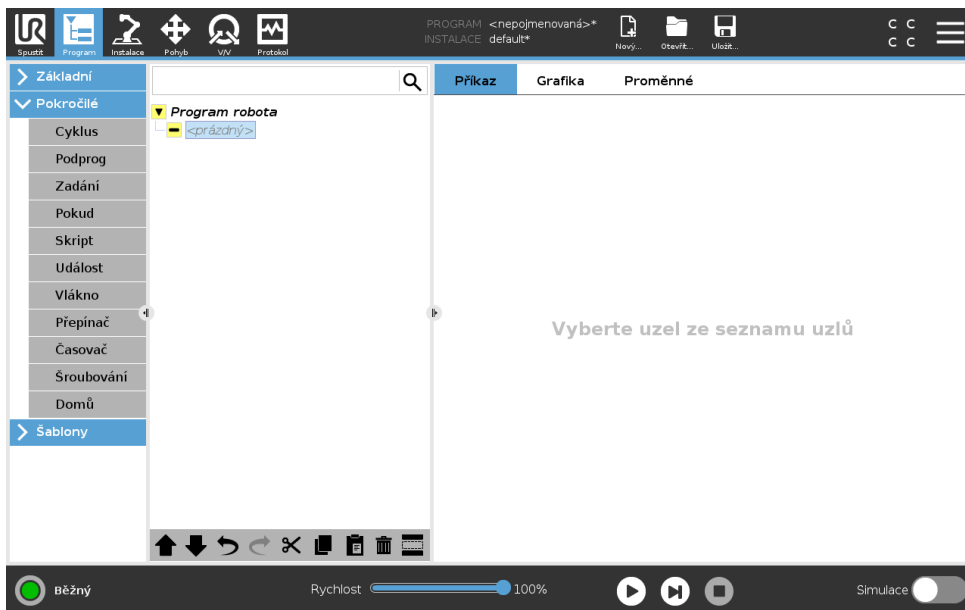 UR
PROGRAM <nepojmenovaná>*
INSTALACE default*
C C
C C
Spustit Program Instalace Pohyb V/V Protokol Nový... Otevřít... Uložit...
Základní
Pokročilé
Cyklus
Podprog
Zadání
Pokud
Skript
Událost
Vlákno
Přepínač
Časovač
Šroubování
Domů
Šablony
Program robota
<prázdný>
Příkaz Grafika Proměnné
Vyberte uzel ze seznamu uzlů
Běžný Rychlost 100% Simulace